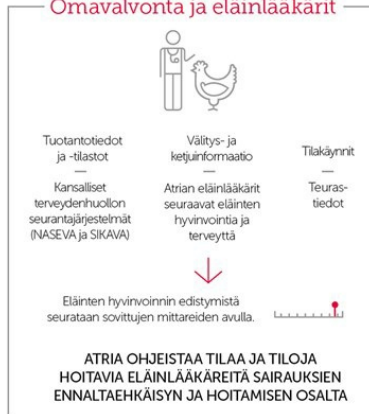 Omavalvonta ja eläinlääkärit
Tuotantotiedot
ja -tilastot
Kansalliset
terveydenhuollon
seurantajärjestelmät
(NASEVA ja SIKAVA)
Välitys- ja
ketjuinformaatio
Atrian eläinlääkärit
seuraavat eläinten
hyvinvointia ja
terveyttä
Tilakäynnit
Teuras-
tiedot
Eläinten hyvinvoinnin edistymistä
seurataan sovittujen mittareiden avulla.
ATRIA OHJEISTAA TILAA JA TILOJA
HOITAVIA ELÄINLÄÄKÄREITÄ SAIRAUKSIEN
ENNALTAEHKÄISYN JA HOITAMISEN OSALTA